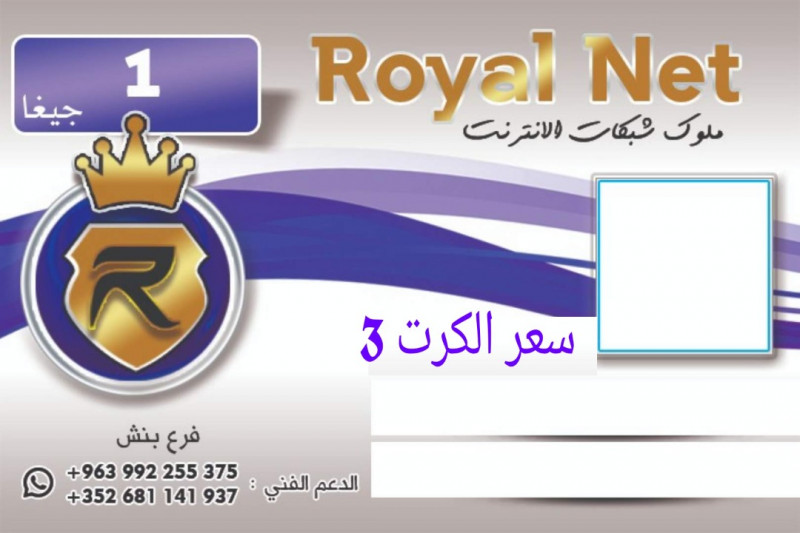 1
جيغا
Royal Net
ملوك شبكات الانترنت
R
سعر الكرت 3
فرع بنش
الدعم الفني :
+963 992 255 375
+352 681 141 937